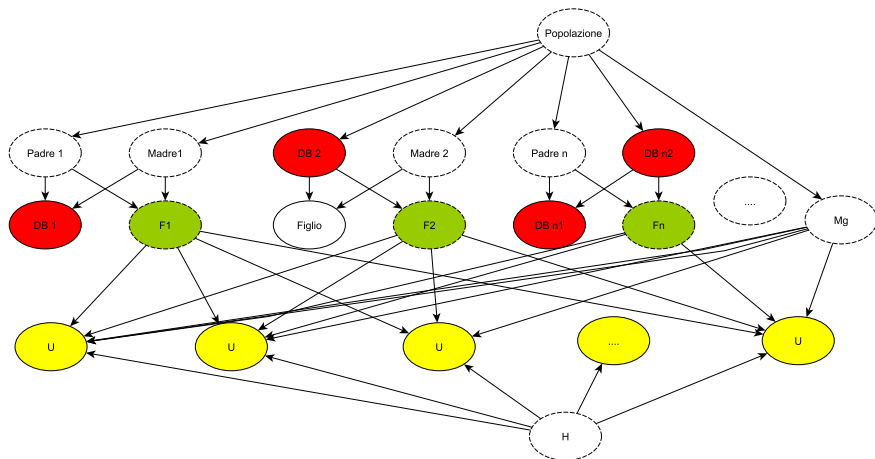 Popolazione
Padre 1
Madre1
DB 2
Madre 2
Padre n
DB n2
....
DB 1
F1
Figlio
F2
DB n1
Fn
Mg
U
U
U
....
U
H